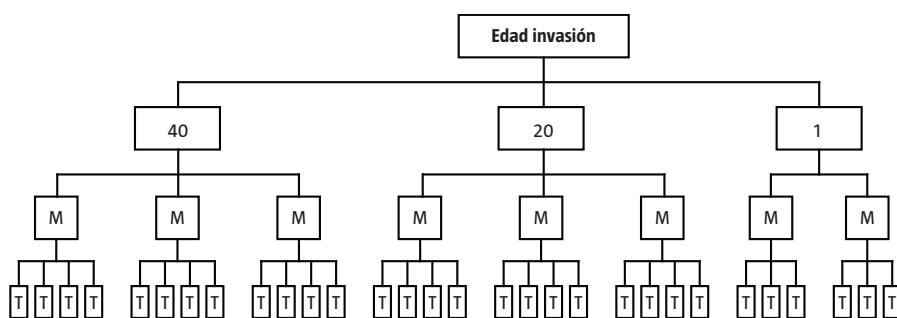 Edad invasión
40 20 1
M M M M M M M M
T T T T T T T T T T T T T T T T T T T T T T T T T T T T T T